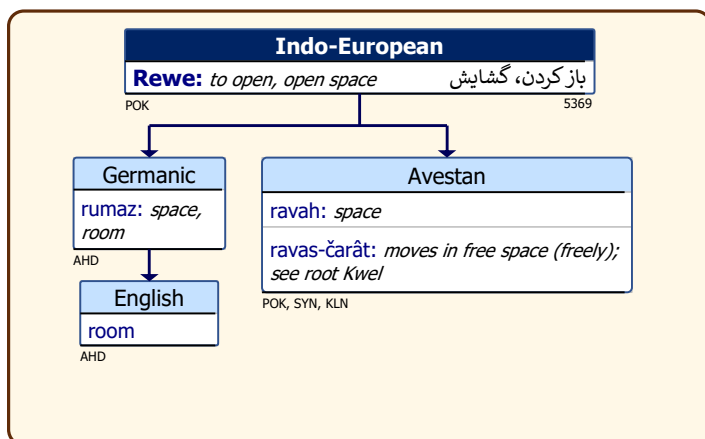 Indo-European
Rewe: to open, open space باز کردن، گشایش
POK 5369
Germanic
rumaz: space,
room
AHD
English
room
AHD
Avestan
ravah: space
ravas-čarât: moves in free space (freely);
see root Kwel
POK, SYN, KLN